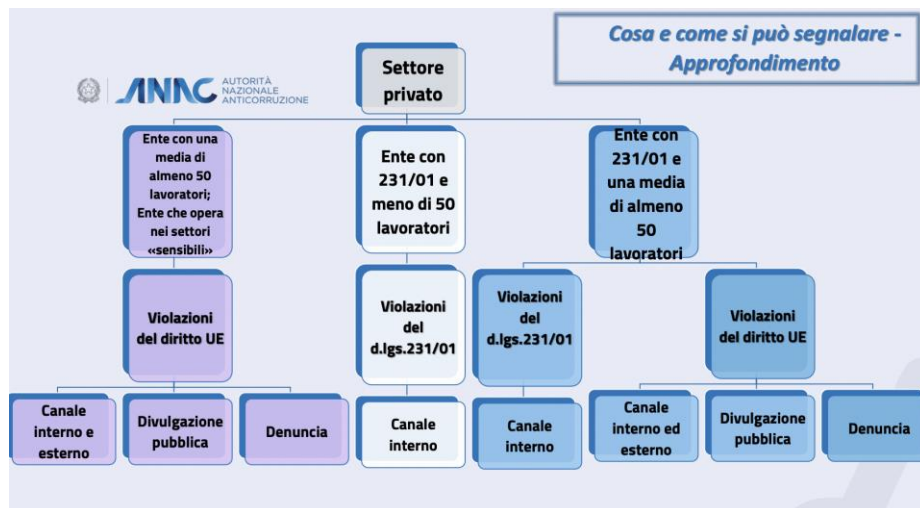 Cosa e come si può segnalare -
Approfondimento
ANAC
AUTORITÀ
NAZIONALE
ANTICORRUZIONE
Settore
privato
Ente con una
media di
almeno 50
lavoratori;
Ente che opera
nei settori
«sensibili»
Ente con
231/01 e
meno di 50
lavoratori
Ente con
231/01 e
una media
di almeno
50
lavoratori
Violazioni
del diritto UE
Violazioni
del
d.lgs.231/01
Violazioni
del
d.lgs.231/01
Violazioni
del diritto UE
Canale
interno e
esterno
Divulgazione
pubblica
Denuncia
Canale
interno
Canale
interno
Canale
interno ed
esterno
Divulgazione
pubblica
Denuncia